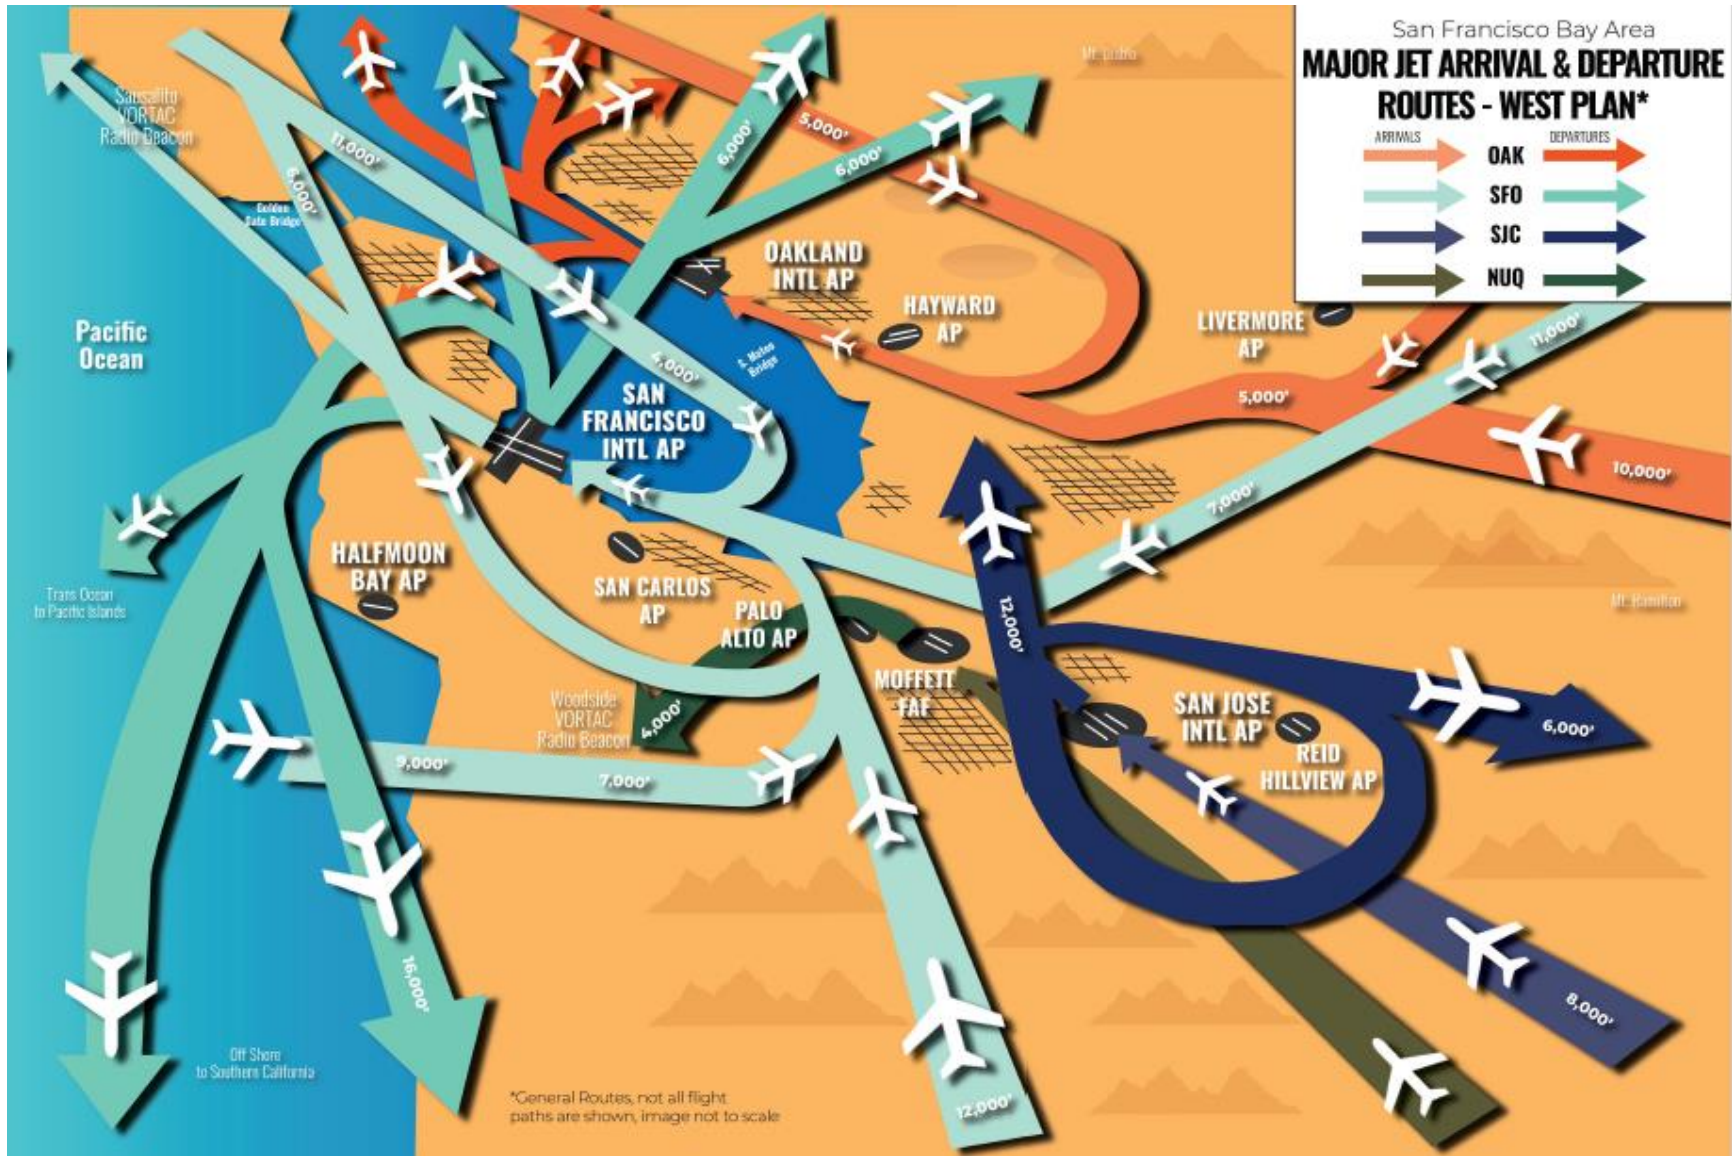 San Francisco Bay Area
MAJOR JET ARRIVAL & DEPARTURE
ROUTES - WEST PLAN*
ARRIVALS
DEPARTURES
OAK
SFO
SJC
NUQ
Mt. Diablo
Sausalito
VORTAC
Radio Beacon
11,000'
6,000'
5,000'
6,000'
6,000'
Golden
Gate Bridge
OAKLAND
INTL AP
HAYWARD
AP
LIVERMORE
AP
11,000'
Pacific
Ocean
S. Mateo
Bridge
4,000'
SAN
FRANCISCO
INTL AP
5,000'
10,000'
7,000'
HALFMOON
BAY AP
SAN CARLOS
AP
PALO
ALTO AP
Trans Ocean
to Pacific Islands
Mt. Hamilton
12,000'
MOFFETT
FAF
Woodside
VORTAC
Radio Beacon
4,000'
SAN JOSE
INTL AP
6,000'
REID
HILLVIEW AP
9,000'
7,000'
16,000'
8,000'
Off Shore
to Southern California
*General Routes, not all flight
paths are shown, image not to scale
12,000'